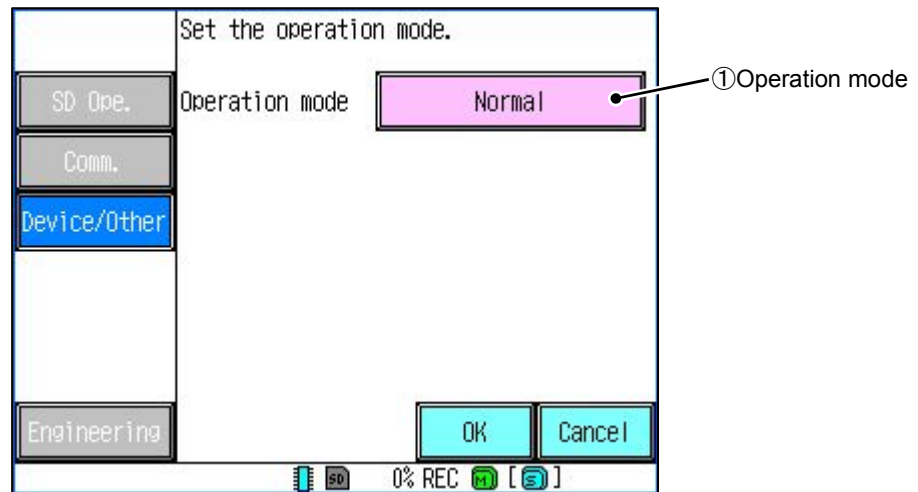 Set the operation mode.
SD Ope.
Operation mode
Normal
①Operation mode
Comm.
Device/Other
Engineering
OK
Cancel
SD 0% REC M [S]